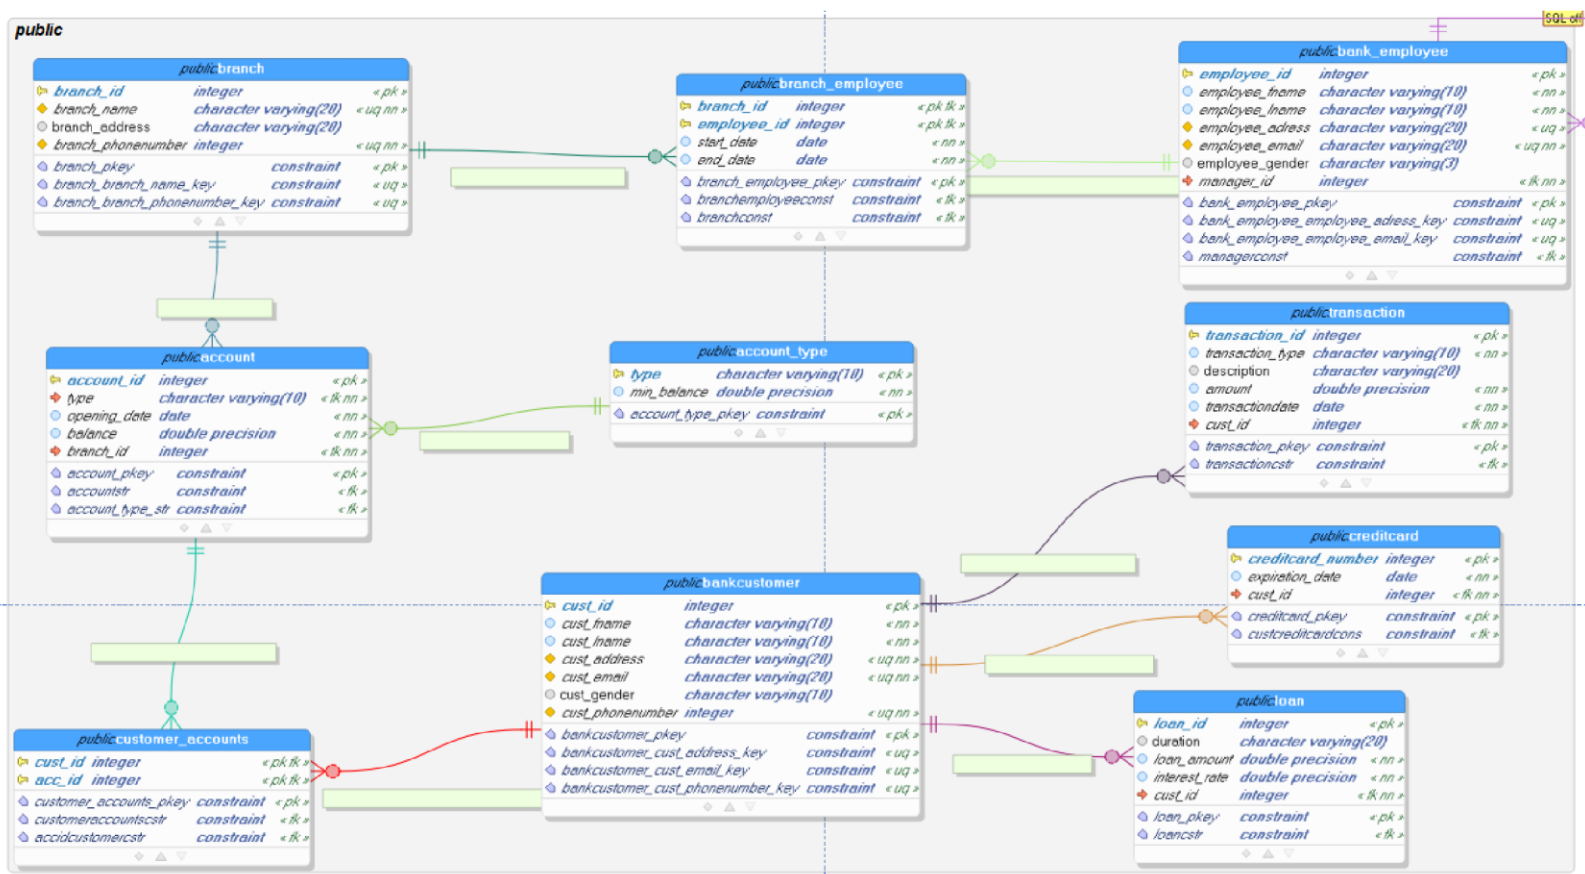 public
SQL off
public.branch
branch_id integer « pk »
branch_name character varying(20) « uq nn »
branch_address character varying(20)
branch_phonenumber integer « uq nn »
branch_pkey constraint « pk »
branch_branch_name_key constraint « uq »
branch_branch_phonenumber_key constraint « uq »
public.branch_employee
branch_id integer « pk fk »
employee_id integer « pk fk »
start_date date « nn »
end_date date « nn »
branch_employee_pkey constraint « pk »
branchemployeeconst constraint « fk »
branchconst constraint « fk »
public.bank_employee
employee_id integer « pk »
employee_fname character varying(10) « nn »
employee_lname character varying(10) « nn »
employee_adress character varying(20) « uq »
employee_email character varying(20) « uq nn »
employee_gender character varying(3)
manager_id integer « fk nn »
bank_employee_pkey constraint « pk »
bank_employee_employee_adress_key constraint « uq »
bank_employee_employee_email_key constraint « uq »
managerconst constraint « fk »
public.account
account_id integer « pk »
type character varying(10) « fk nn »
opening_date date « nn »
balance double precision « nn »
branch_id integer « fk nn »
account_pkey constraint « pk »
accountstr constraint « fk »
account_type_str constraint « fk »
public.account_type
type character varying(10) « pk »
min_balance double precision « nn »
account_type_pkey constraint « pk »
public.transaction
transaction_id integer « pk »
transaction_type character varying(10) « nn »
description character varying(20)
amount double precision « nn »
transactiondate date « nn »
cust_id integer « fk nn »
transaction_pkey constraint « pk »
transactioncstr constraint « fk »
public.creditcard
creditcard_number integer « pk »
expiration_date date « nn »
cust_id integer « fk nn »
creditcard_pkey constraint « pk »
custcreditcardcons constraint « fk »
public.bankcustomer
cust_id integer « pk »
cust_fname character varying(10) « nn »
cust_lname character varying(10) « nn »
cust_address character varying(20) « uq nn »
cust_email character varying(20) « uq nn »
cust_gender character varying(10)
cust_phonenumber integer « uq nn »
bankcustomer_pkey constraint « pk »
bankcustomer_cust_address_key constraint « uq »
bankcustomer_cust_email_key constraint « uq »
bankcustomer_cust_phonenumber_key constraint « uq »
public.customer_accounts
cust_id integer « pk fk »
acc_id integer « pk fk »
customer_accounts_pkey constraint « pk »
customeraccountscstr constraint « fk »
accidcustomercstr constraint « fk »
public.loan
loan_id integer « pk »
duration character varying(20)
loan_amount double precision « nn »
interest_rate double precision « nn »
cust_id integer « fk nn »
loan_pkey constraint « pk »
loancstr constraint « fk »